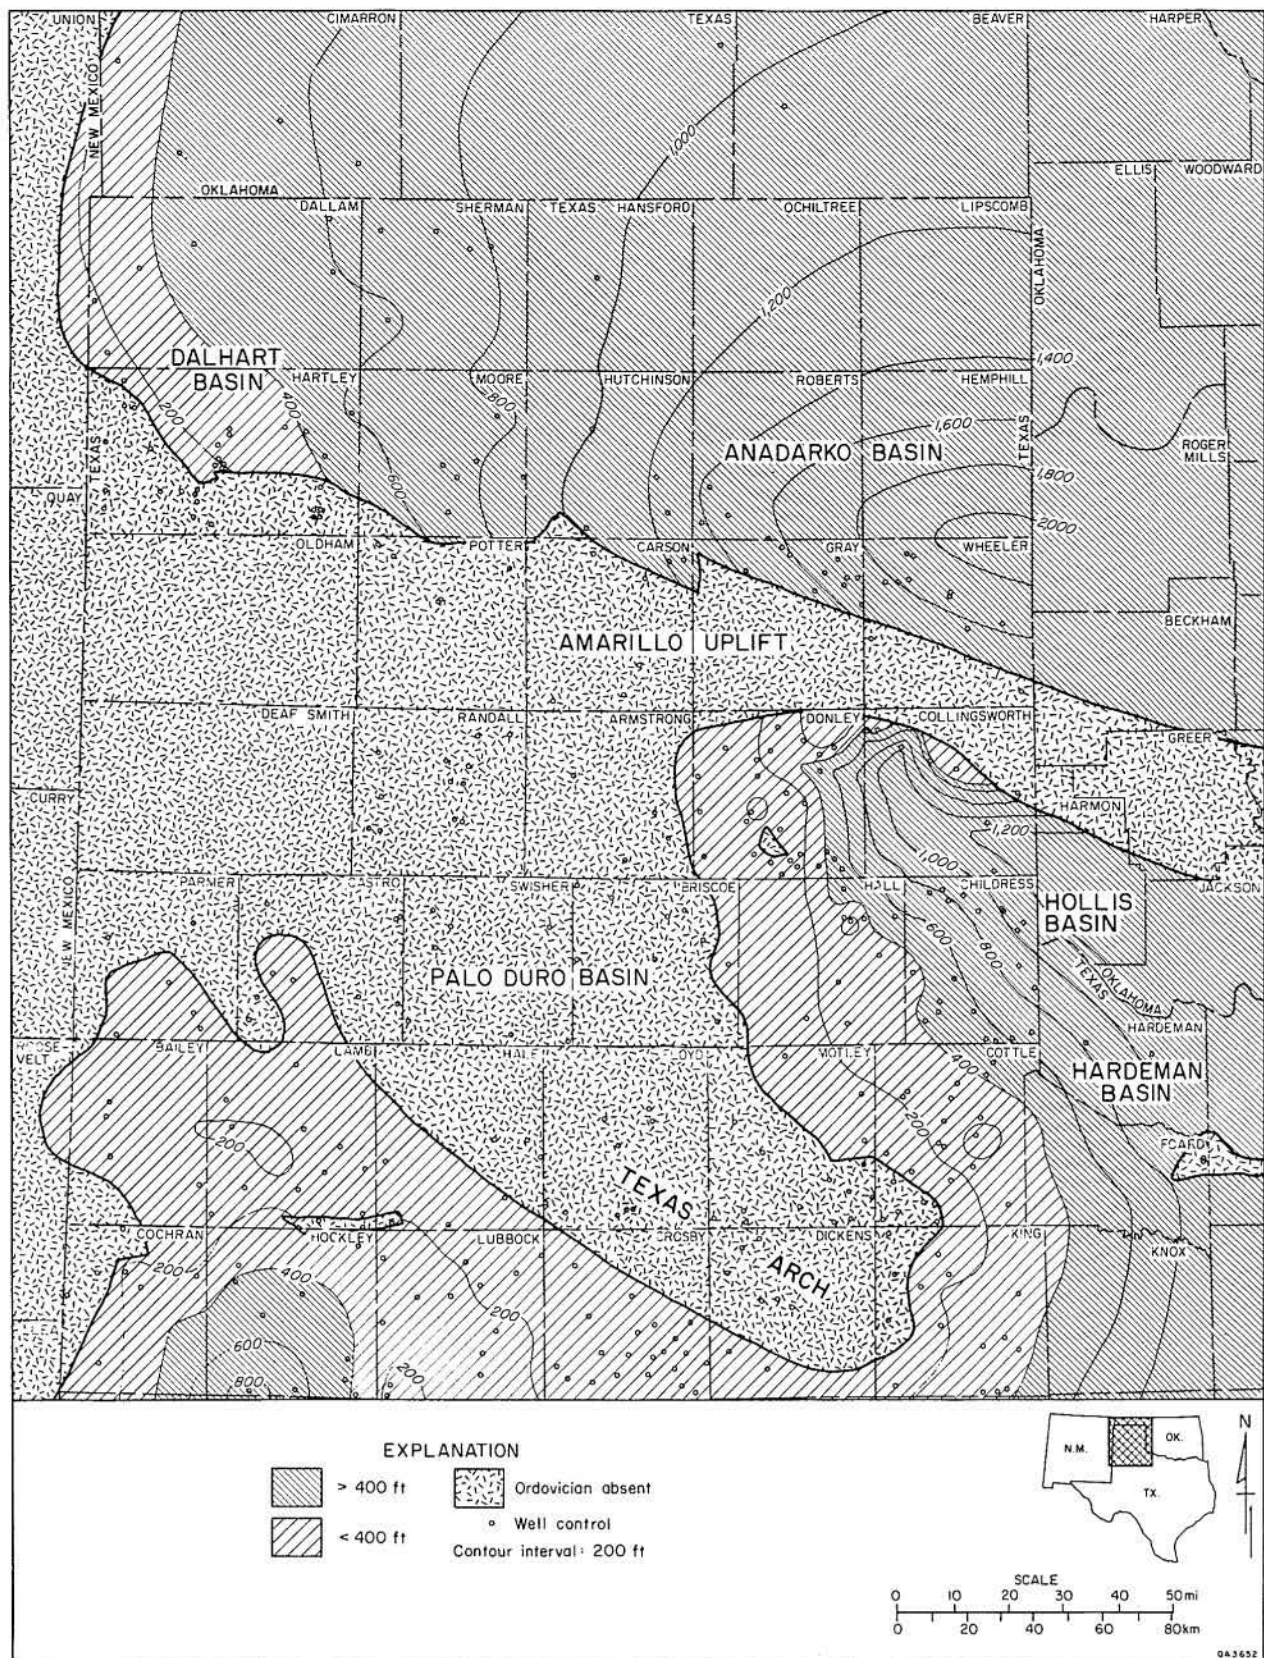 UNION
CIMARRON
TEXAS
BEAVER
HARPER
NEW MEXICO
1,000
ELLIS
WOODWARD
OKLAHOMA
DALLAM
SHERMAN
TEXAS
HANSFORD
OCHILTREE
LIPSCOMB
OKLAHOMA
1,200
DALHART
BASIN
HARTLEY
MOORE
HUTCHINSON
ROBERTS
HEMPHILL
1,400
200
400
800
1,600
TEXAS
ANADARKO BASIN
ROGER
MILLS
TEXAS
1,800
QUAY
600
2,000
OLDHAM
POTTER
CARSON
GRAY
WHEELER
BECKHAM
AMARILLO UPLIFT
DEAF SMITH
RANDALL
ARMSTRONG
DONLEY
COLLINGSWORTH
GREER
CURRY
HARMON
1,200
1,000
PARMER
CASTRO
SWISHER
BRISCOE
HALL
CHILDRESS
JACKSON
NEW MEXICO
HOLLIS
BASIN
600
800
PALO DURO BASIN
OKLAHOMA
TEXAS
HARDEMAN
ROOSE-
VELT
BAILEY
LAMB
HALE
FLOYD
MOTLEY
COTTLE
400
HARDEMAN
BASIN
200
200
FOARD
TEXAS
COCHRAN
HOCKLEY
LUBBOCK
CROSBY
DICKENS
KING
KNOX
ARCH
200
400
200
LEA
600
800
200
EXPLANATION
> 400 ft
Ordovician absent
< 400 ft
Well control
Contour interval: 200 ft
N.M.
OK.
TX.
N
SCALE
0 10 20 30 40 50 mi
0 20 40 60 80 km
QA3652